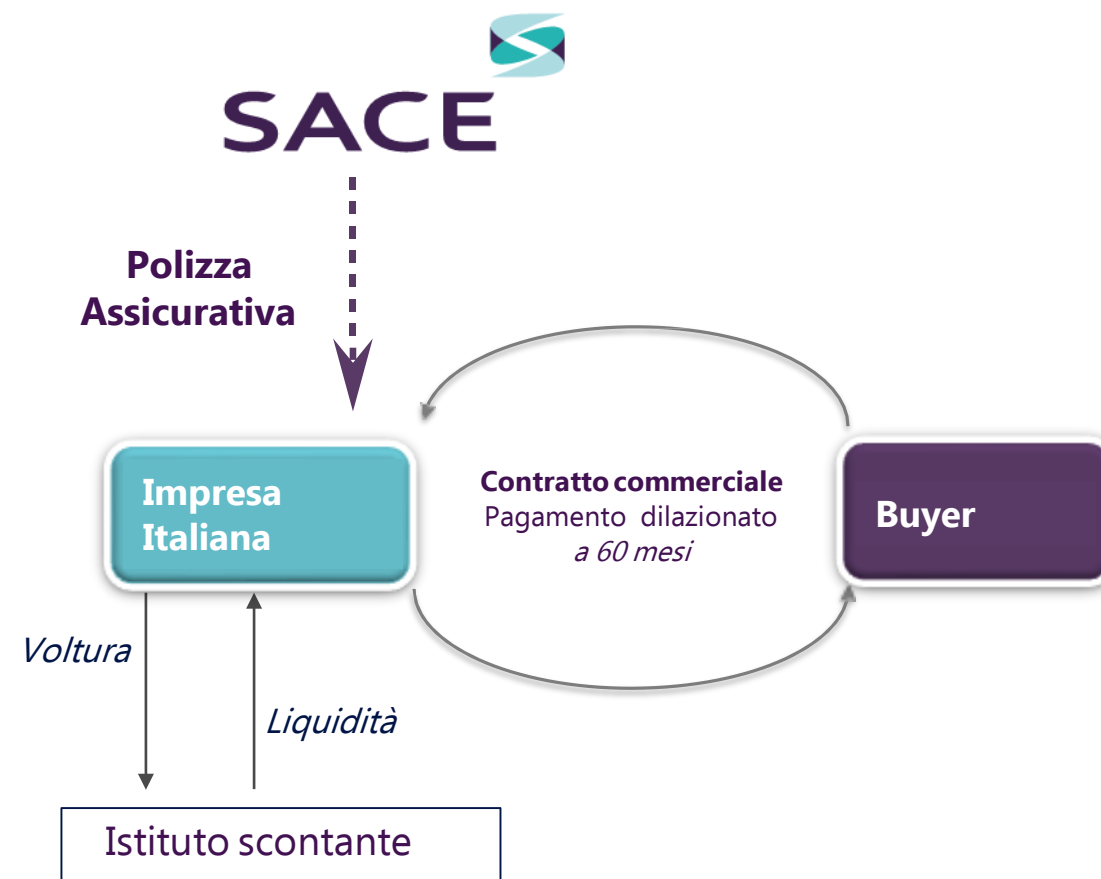 SACE
Polizza
Assicurativa
Impresa
Italiana
Contratto commerciale
Pagamento dilazionato
a 60 mesi
Buyer
Voltura
Liquidità
Istituto scontante